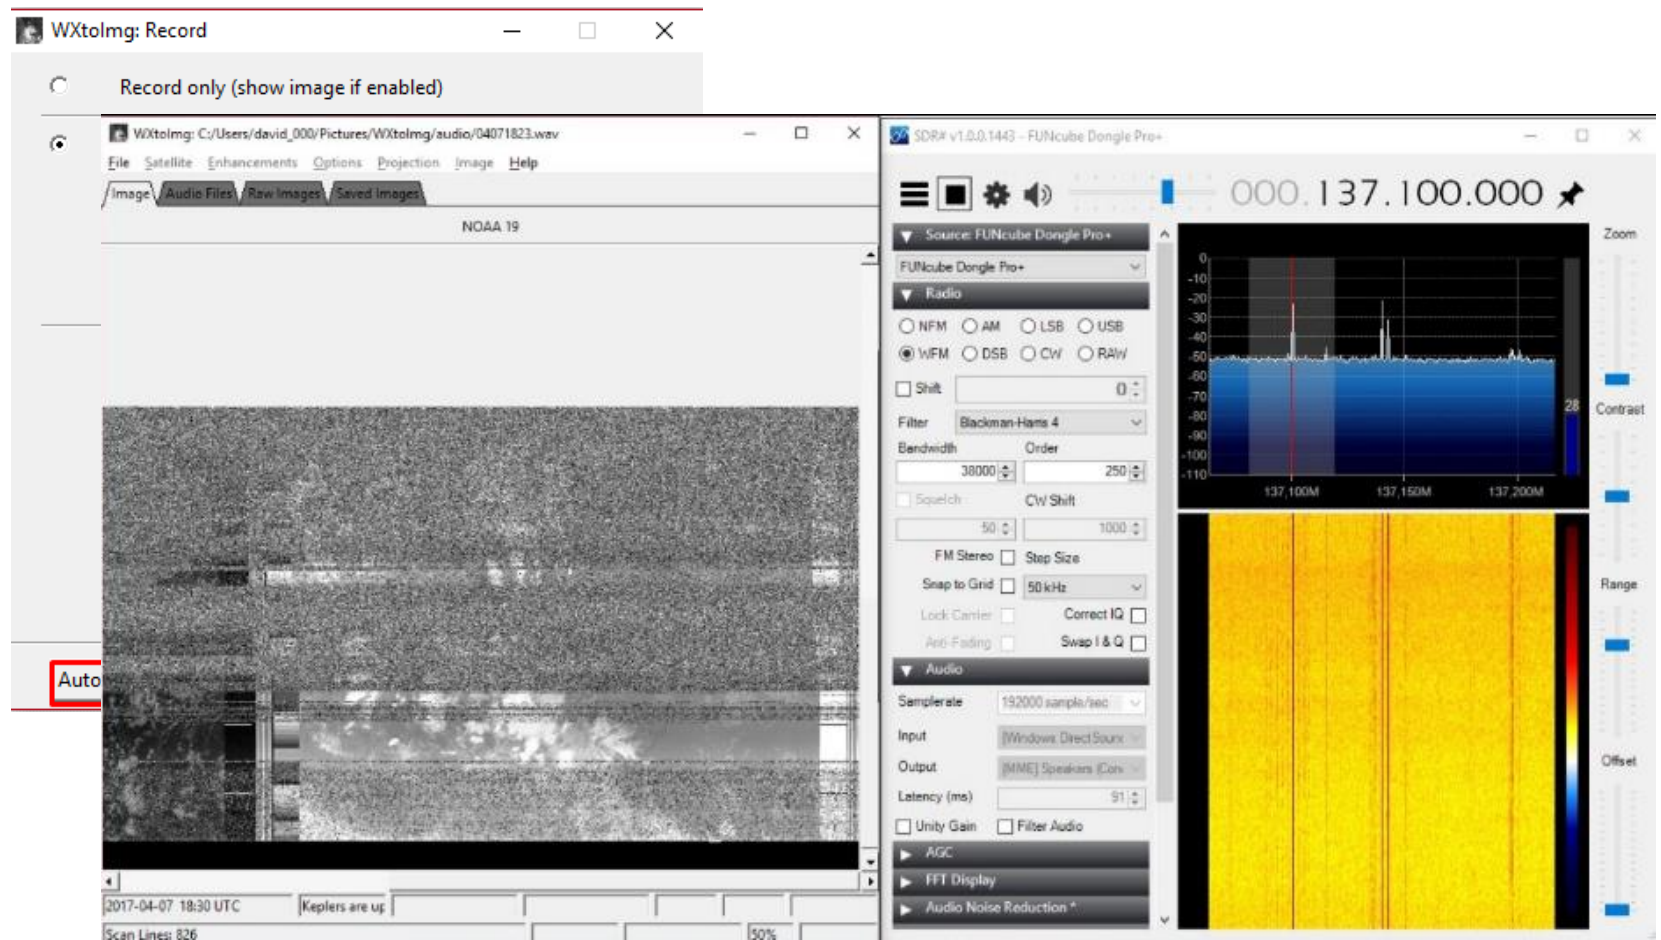 WXtoImg: Record
Record only (show image if enabled)
Auto
WXtoImg: C:/Users/david_000/Pictures/WXtoImg/audio/04071823.wav
File Satellite Enhancements Options Projection Image Help
Image Audio Files Raw Images Saved Images
NOAA 19
2017-04-07 18:30 UTC
Keplers are up
Scan Lines: 826
50%
SDR# v1.0.0.1443 - FUNcube Dongle Pro+
000.137.100.000
Source: FUNcube Dongle Pro+
FUNcube Dongle Pro+
Radio
NFM AM LSB USB
WFM DSB CW RAW
Shift 0
Filter Blackman-Harris 4
Bandwidth Order
38000 250
Squelch CW Shift
50 1000
FM Stereo Step Size
Snap to Grid 50 kHz
Lock Carrier Correct IQ
Anti-Fading Swap I & Q
Audio
Samplerate 192000 sample/sec
Input [Windows DirectSound
Output [MME] Speakers (Con
Latency (ms) 91
Unity Gain Filter Audio
AGC
FFT Display
Audio Noise Reduction *
0
-10
-20
-30
-40
-50
-60
-70
-80
-90
-100
-110
137,100M 137,150M 137,200M
28
Zoom
Contrast
Range
Offset